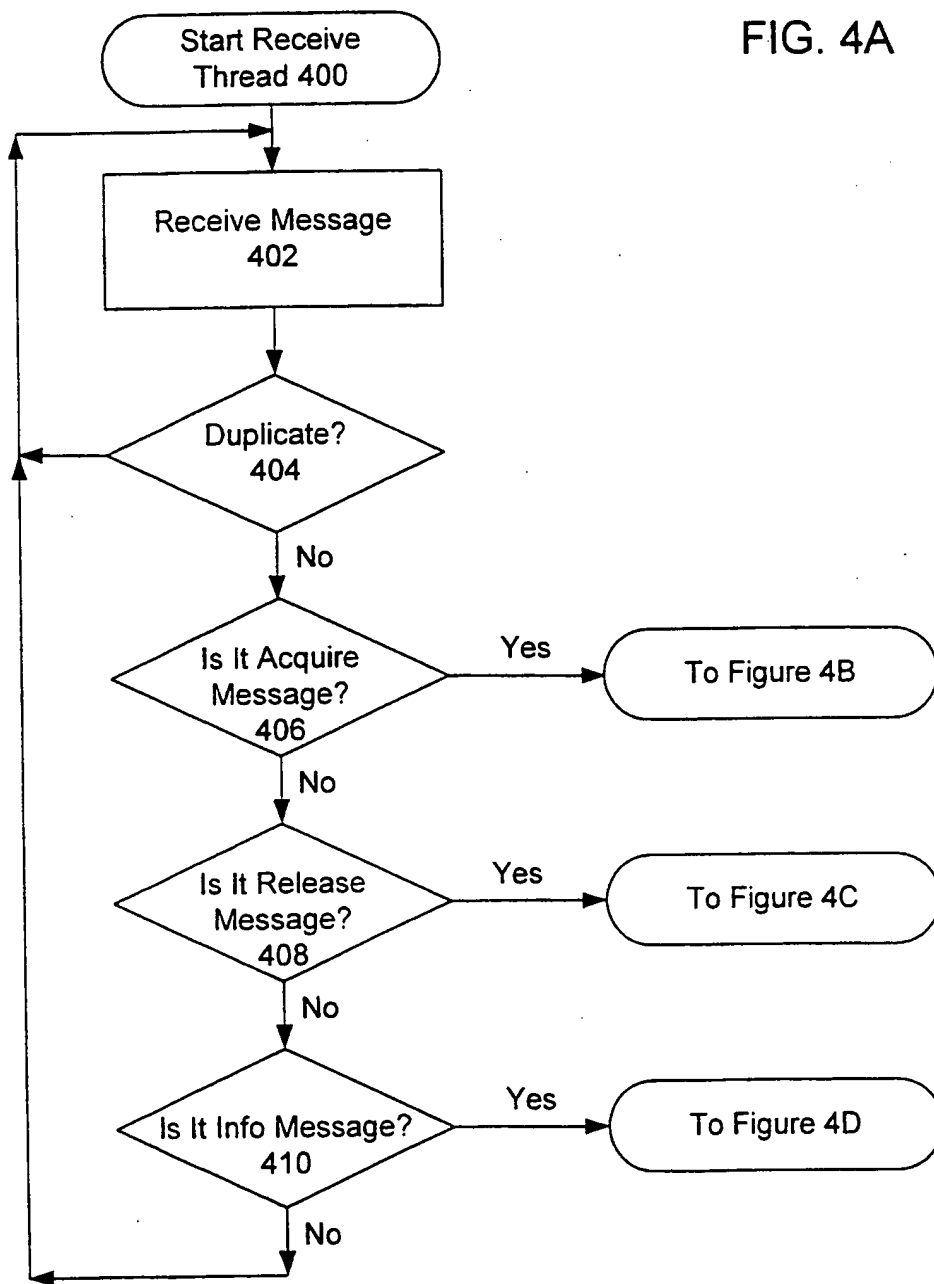 FIG. 4A
Start Receive
Thread 400
Receive Message
402
Duplicate?
404
No
Is It Acquire
Message?
406
Yes
To Figure 4B
No
Is It Release
Message?
408
Yes
To Figure 4C
No
Is It Info Message?
410
Yes
To Figure 4D
No